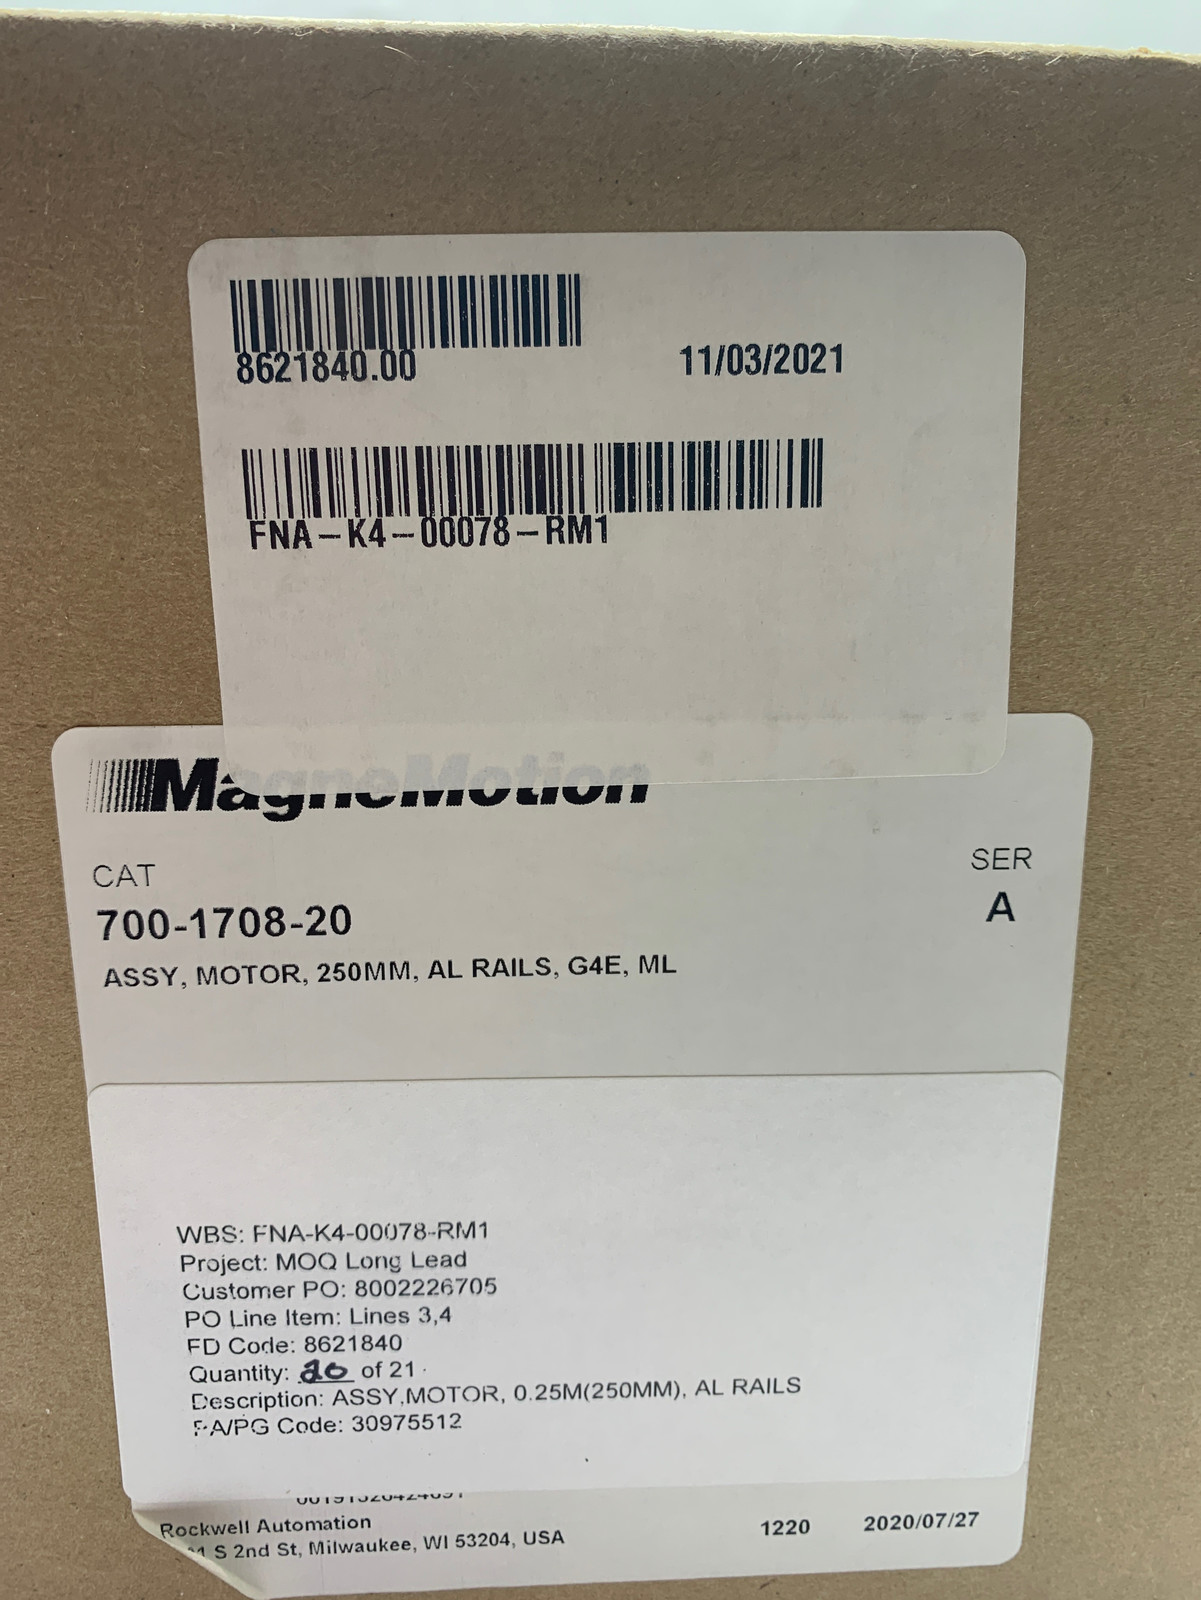 8621840.00
11/03/2021
FNA-K4-00078-RM1
MagneMotion
CAT
SER
700-1708-20
A
ASSY, MOTOR, 250MM, AL RAILS, G4E, ML
WBS: FNA-K4-00078-RM1
Project: MOQ Long Lead
Customer PO: 8002226705
PO Line Item: Lines 3,4
FD Code: 8621840
Quantity: 20 of 21
Description: ASSY,MOTOR, 0.25M(250MM), AL RAILS
PA/PG Code: 30975512
Rockwell Automation
1220
2020/07/27
S 2nd St, Milwaukee, WI 53204, USA